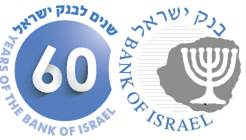 60
שנים לבנק ישראל
YEARS OF THE BANK OF ISRAEL
בנק ישראל
BANK OF ISRAEL